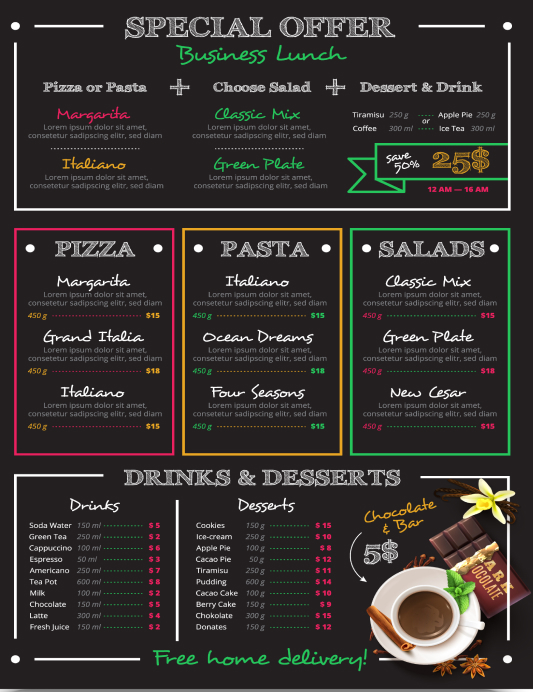 SPECIAL OFFER
Business Lunch
Pizza or Pasta + Choose Salad + Dessert & Drink
Margarita
Lorem ipsum dolor sit amet,
consetetur sadipscing elitr, sed diam
Italiano
Lorem ipsum dolor sit amet,
consetetur sadipscing elitr, sed diam
Classic Mix
Lorem ipsum dolor sit amet,
consetetur sadipscing elitr, sed diam
Green Plate
Lorem ipsum dolor sit amet,
consetetur sadipscing elitr, sed diam
Tiramisu 250 g or Apple Pie 250 g
Coffee 300 ml Ice Tea 300 ml
save 50% 25$
12 AM — 16 AM
PIZZA
Margarita
Lorem ipsum dolor sit amet,
consetetur sadipscing elitr, sed diam
450 g $15
Grand Italia
Lorem ipsum dolor sit amet,
consetetur sadipscing elitr, sed diam
450 g $18
Italiano
Lorem ipsum dolor sit amet,
consetetur sadipscing elitr, sed diam
450 g $15
PASTA
Italiano
Lorem ipsum dolor sit amet,
consetetur sadipscing elitr, sed diam
450 g $15
Ocean Dreams
Lorem ipsum dolor sit amet,
consetetur sadipscing elitr, sed diam
450 g $18
Four Seasons
Lorem ipsum dolor sit amet,
consetetur sadipscing elitr, sed diam
450 g $15
SALADS
Classic Mix
Lorem ipsum dolor sit amet,
consetetur sadipscing elitr, sed diam
450 g $15
Green Plate
Lorem ipsum dolor sit amet,
consetetur sadipscing elitr, sed diam
450 g $18
New Cesar
Lorem ipsum dolor sit amet,
consetetur sadipscing elitr, sed diam
450 g $15
DRINKS & DESSERTS
Drinks
Soda Water 150 ml $ 5
Green Tea 250 ml $ 2
Cappuccino 100 ml $ 6
Espresso 50 ml $ 3
Americano 250 ml $ 7
Tea Pot 600 ml $ 8
Milk 100 ml $ 2
Chocolate 150 ml $ 5
Latte 300 ml $ 4
Fresh Juice 150 ml $ 2
Desserts
Cookies 150 g $ 15
Ice-cream 250 g $ 10
Apple Pie 100 g $ 8
Cacao Pie 50 g $ 12
Tiramisu 250 g $ 11
Pudding 600 g $ 14
Cacao Cake 100 g $ 10
Berry Cake 150 g $ 9
Chokolate 300 g $ 15
Donates 150 g $ 12
Chocolate
& Bar
5$
DARK
CHOCOLATE
Free home delivery!